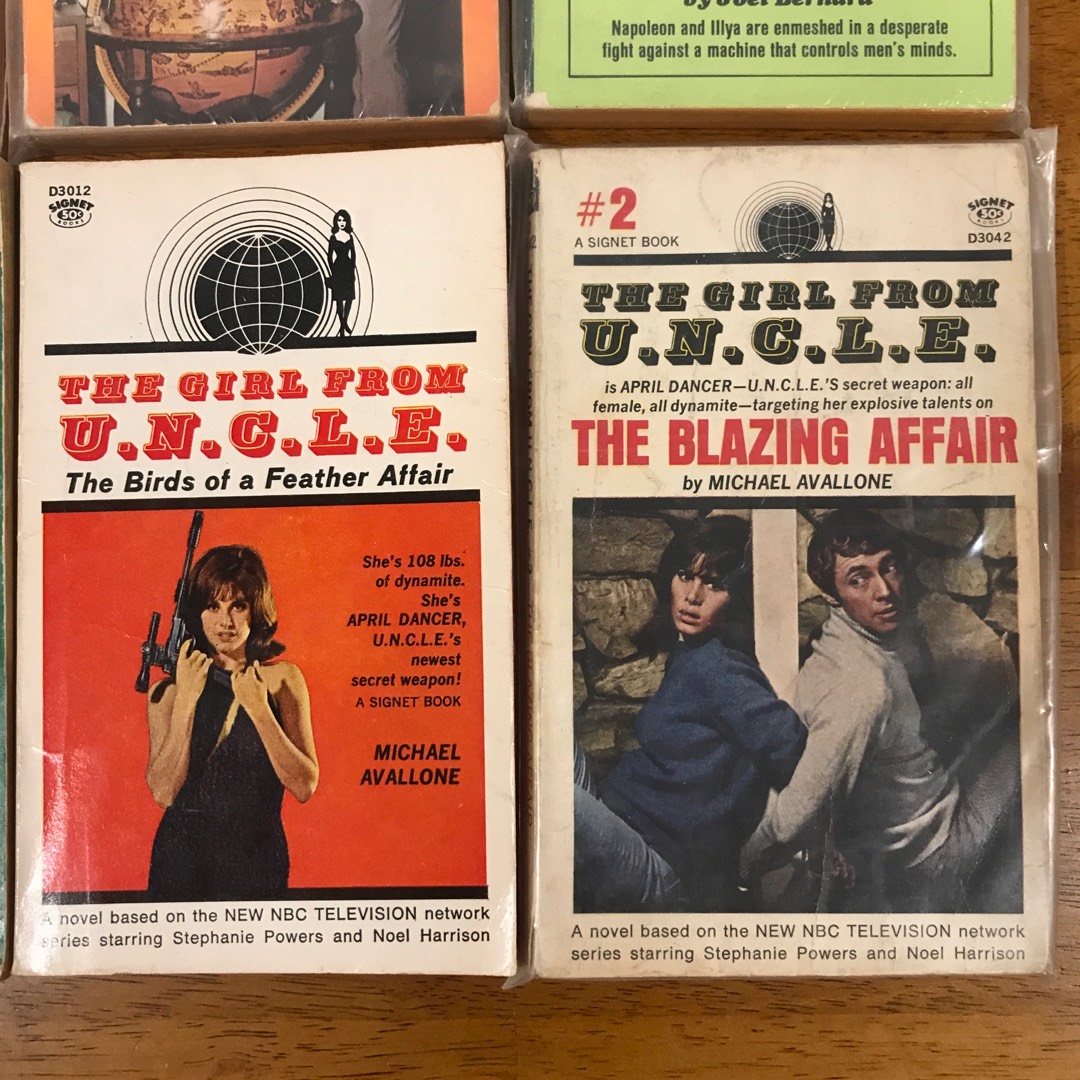 by Joel Bernard
Napoleon and Illya are enmeshed in a desperate
fight against a machine that controls men's minds.
D3012
SIGNET
50¢
BOOKS
THE GIRL FROM
U.N.C.L.E.
The Birds of a Feather Affair
She's 108 lbs.
of dynamite.
She's
APRIL DANCER,
U.N.C.L.E.'s
newest
secret weapon!
A SIGNET BOOK
MICHAEL
AVALLONE
A novel based on the NEW NBC TELEVISION network
series starring Stephanie Powers and Noel Harrison
#2
A SIGNET BOOK
SIGNET
50¢
BOOKS
D3042
THE GIRL FROM
U.N.C.L.E.
is APRIL DANCER—U.N.C.L.E.'S secret weapon: all
female, all dynamite—targeting her explosive talents on
THE BLAZING AFFAIR
by MICHAEL AVALLONE
A novel based on the NEW NBC TELEVISION network
series starring Stephanie Powers and Noel Harrison